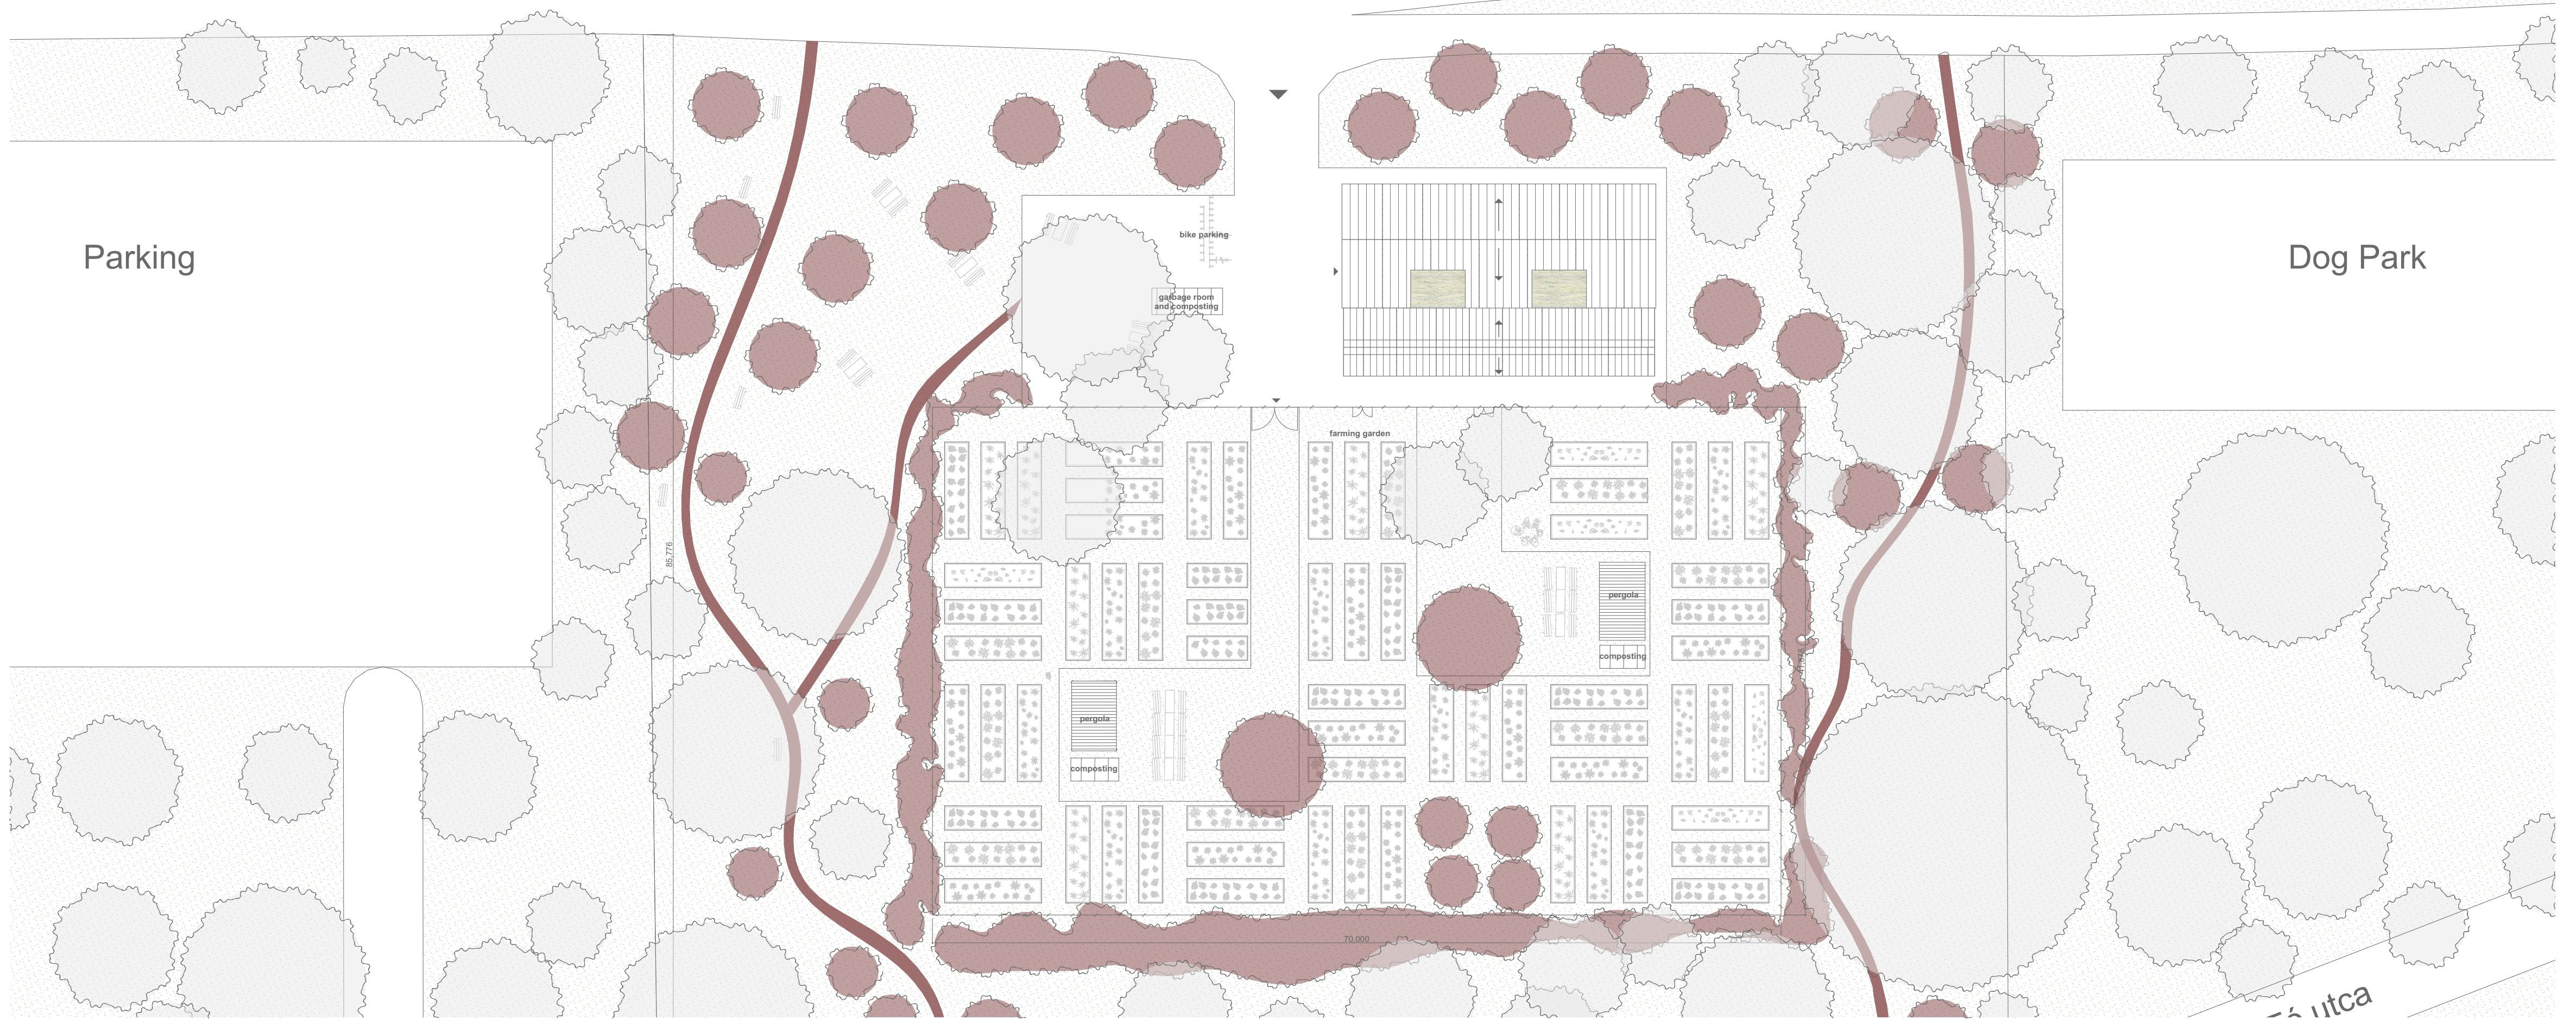 bike parking
Parking
Dog Park
garbage room
and composting
farming garden
85,776
pergola
composting
pergola
composting
70,000
utca